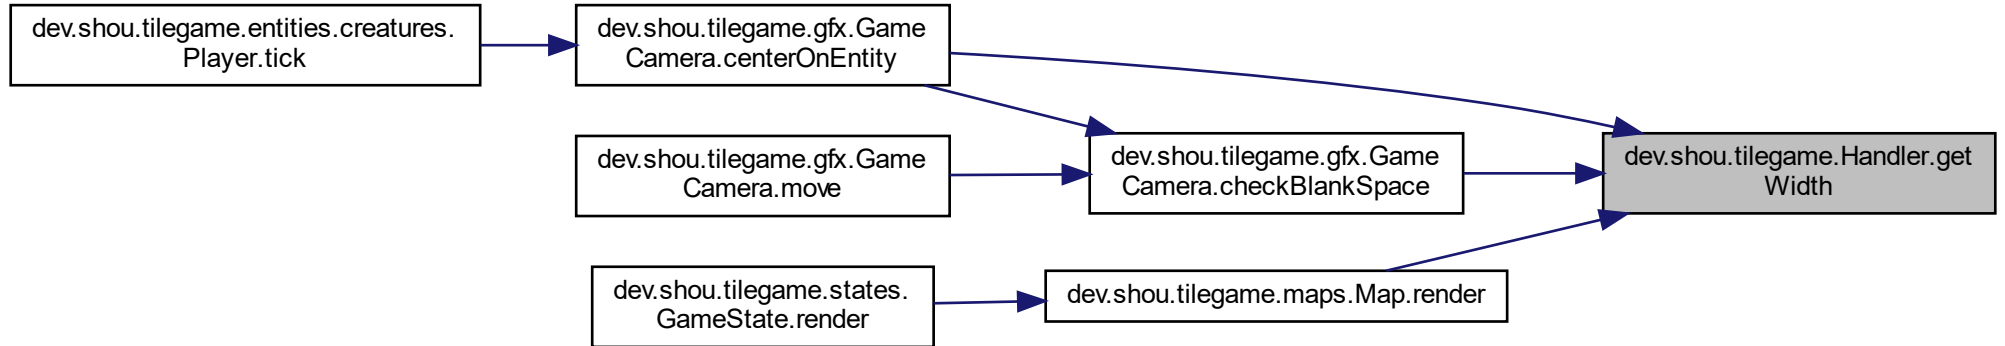 dev.shou.tilegame.entities.creatures.
Player.tick
dev.shou.tilegame.gfx.Game
Camera.centerOnEntity
dev.shou.tilegame.gfx.Game
Camera.move
dev.shou.tilegame.gfx.Game
Camera.checkBlankSpace
dev.shou.tilegame.Handler.get
Width
dev.shou.tilegame.states.
GameState.render
dev.shou.tilegame.maps.Map.render